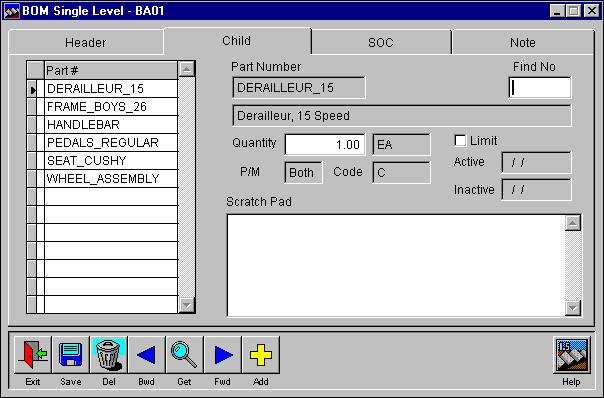 BOM Single Level - BA01
Header Child SOC Note
Part #
DERAILLEUR_15
FRAME_BOYS_26
HANDLEBAR
PEDALS_REGULAR
SEAT_CUSHY
WHEEL_ASSEMBLY
Part Number Find No
DERAILLEUR_15
Derailleur, 15 Speed
Quantity 1.00 EA Limit
P/M Both Code C Active / /
Inactive / /
Scratch Pad
1.5
Exit Save Del Bwd Get Fwd Add Help